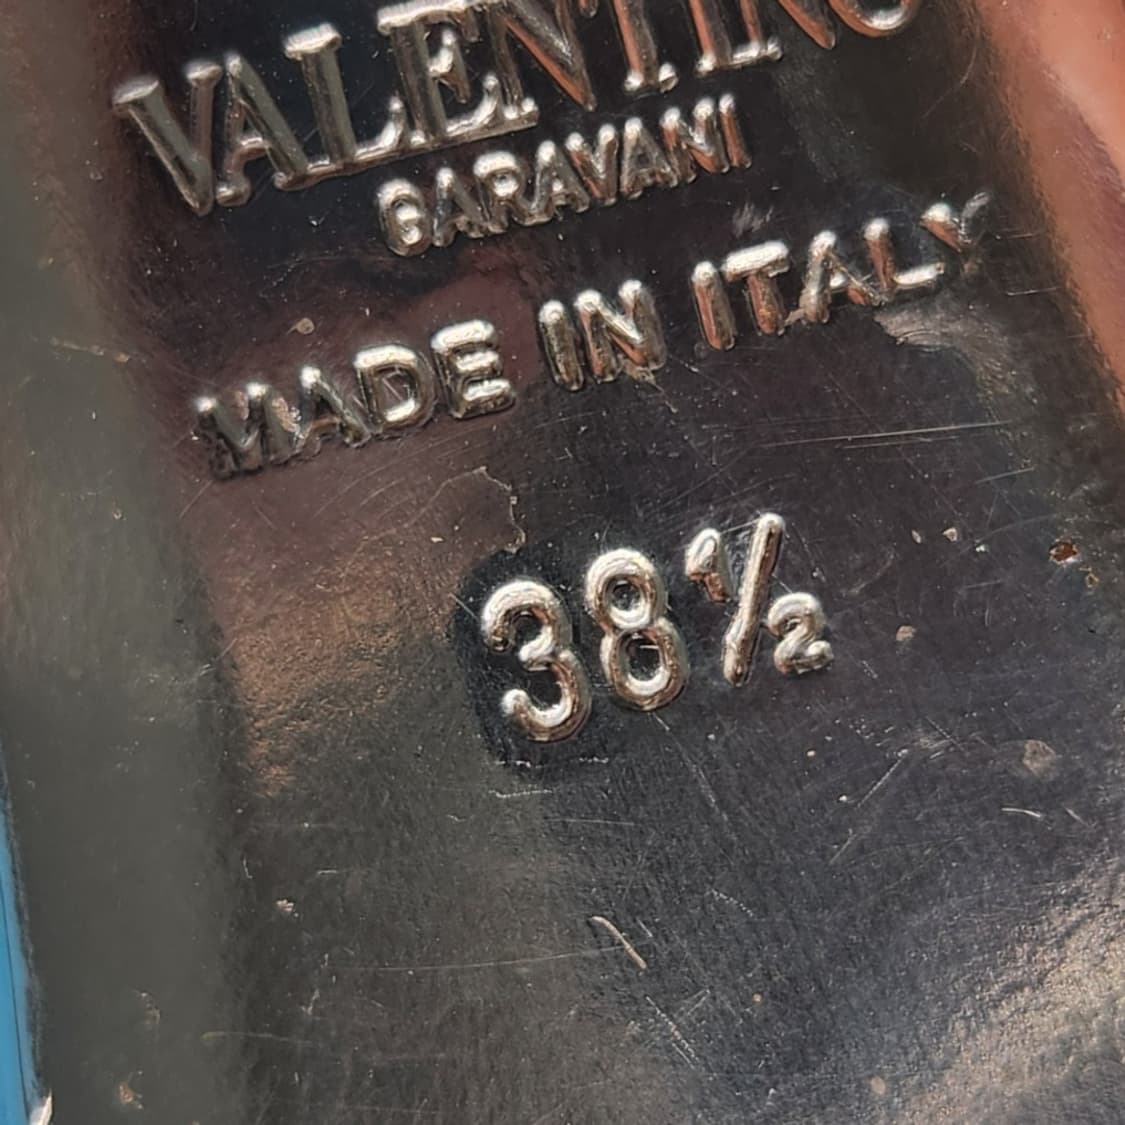 VALENTINO
GARAVANI
MADE IN ITALY
38½